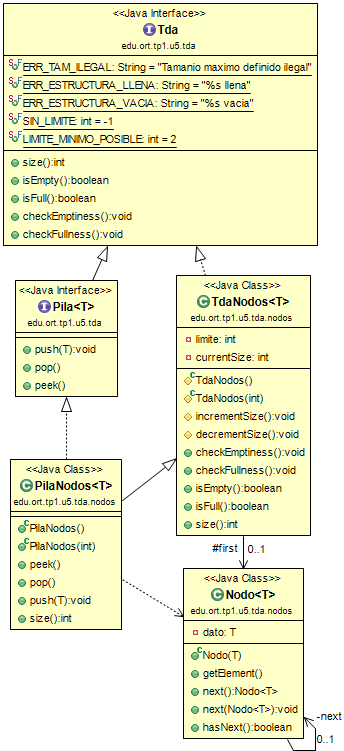 <<Java Interface>>
Tda
edu.ort.tp1.u5.tda
ERR_TAM_ILEGAL: String = "Tamanio maximo definido ilegal"
ERR_ESTRUCTURA_LLENA: String = "%s llena"
ERR_ESTRUCTURA_VACIA: String = "%s vacia"
SIN_LIMITE: int = -1
LIMITE_MINIMO_POSIBLE: int = 2
size():int
isEmpty():boolean
isFull():boolean
checkEmptiness():void
checkFullness():void
<<Java Interface>>
Pila<T>
edu.ort.tp1.u5.tda
push(T):void
pop()
peek()
<<Java Class>>
TdaNodos<T>
edu.ort.tp1.u5.tda.nodos
limite: int
currentSize: int
TdaNodos()
TdaNodos(int)
incrementSize():void
decrementSize():void
checkEmptiness():void
checkFullness():void
isEmpty():boolean
isFull():boolean
size():int
<<Java Class>>
PilaNodos<T>
edu.ort.tp1.u5.tda.nodos
PilaNodos()
PilaNodos(int)
peek()
pop()
push(T):void
size():int
#first
0..1
<<Java Class>>
Nodo<T>
edu.ort.tp1.u5.tda.nodos
dato: T
Nodo(T)
getElement()
next():Nodo<T>
next(Nodo<T>):void
hasNext():boolean
-next
0..1